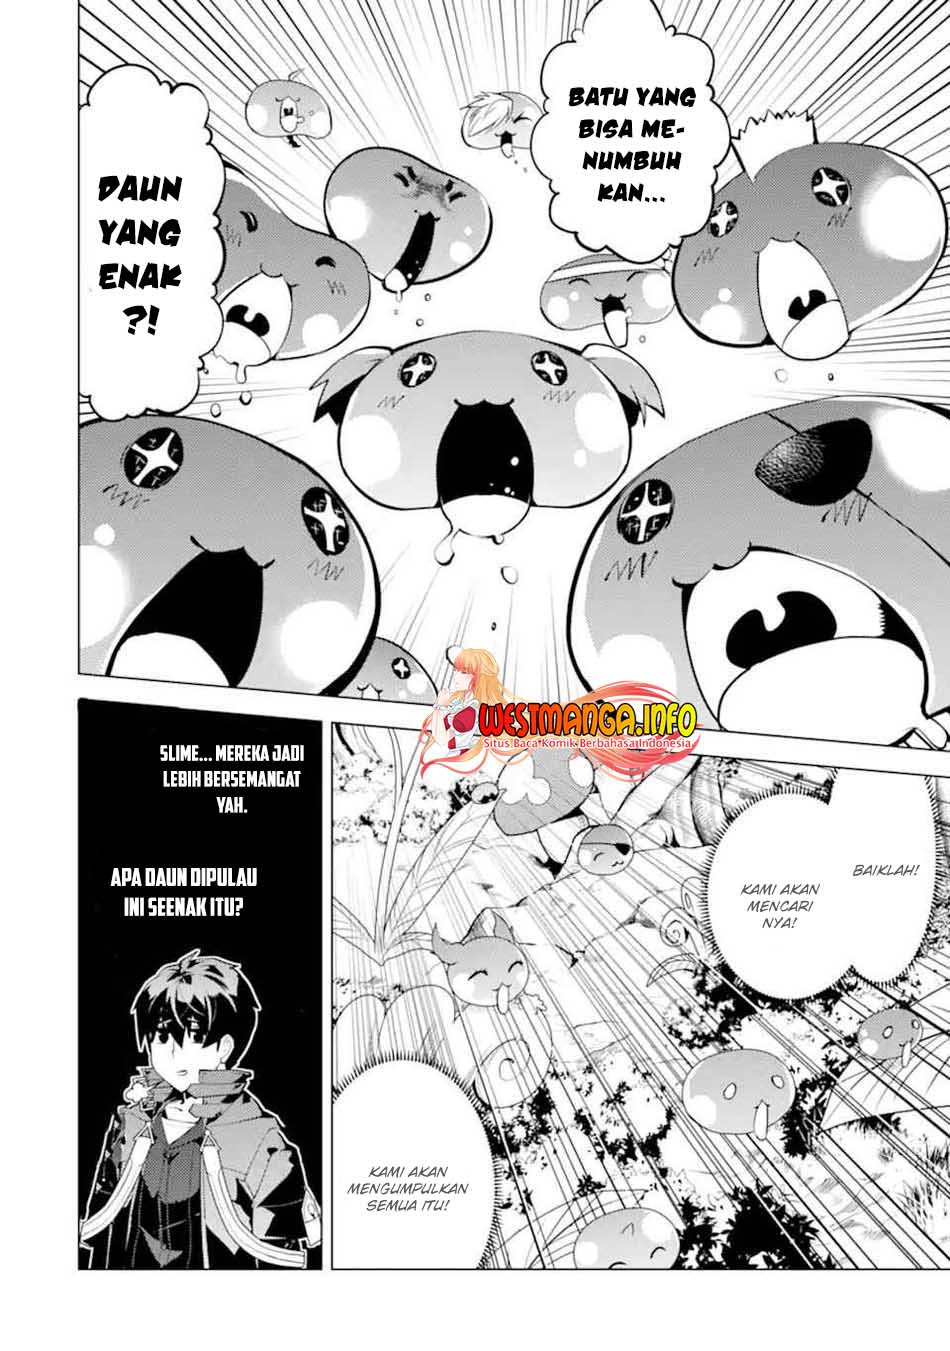 BATU YANG
BISA ME-
NUMBUH
KAN...
DAUN
YANG
ENAK
?!
WESTMANGA.INFO
Situs Baca Komik Berbahasa Indonesia
BAIKLAH!
KAMI AKAN
MENCARI
NYA!
KAMI AKAN
MENGUMPULKAN
SEMUA ITU!
SLIME... MEREKA JADI
LEBIH BERSEMANGAT
YAH.
APA DAUN DIPULAU
INI SEENAK ITU?